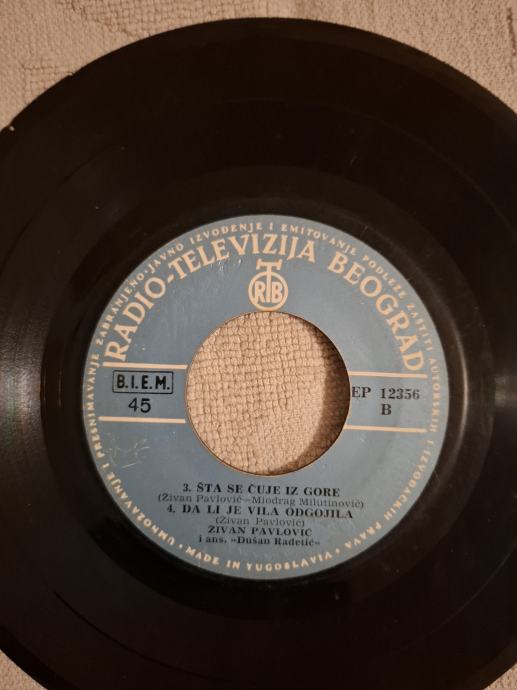 UMNOŽAVANJE I PRESNIMAVANJE ZABRANJENO · JAVNO IZVOĐENJE I EMITOVANJE PODLEŽE ZAŠTITI AUTORSKIH I IZVOĐAČKIH PRAVA ·
RADIO-TELEVIZIJA BEOGRAD
RTB
B.I.E.M.
45
EP 12356
B
3. ŠTA SE ČUJE IZ GORE
(Živan Pavlović—Miodrag Milutinović)
4. DA LI JE VILA ODGOJILA
(Živan Pavlović)
ŽIVAN PAVLOVIĆ
i ans. »Dušan Radetić«
· MADE IN YUGOSLAVIA ·